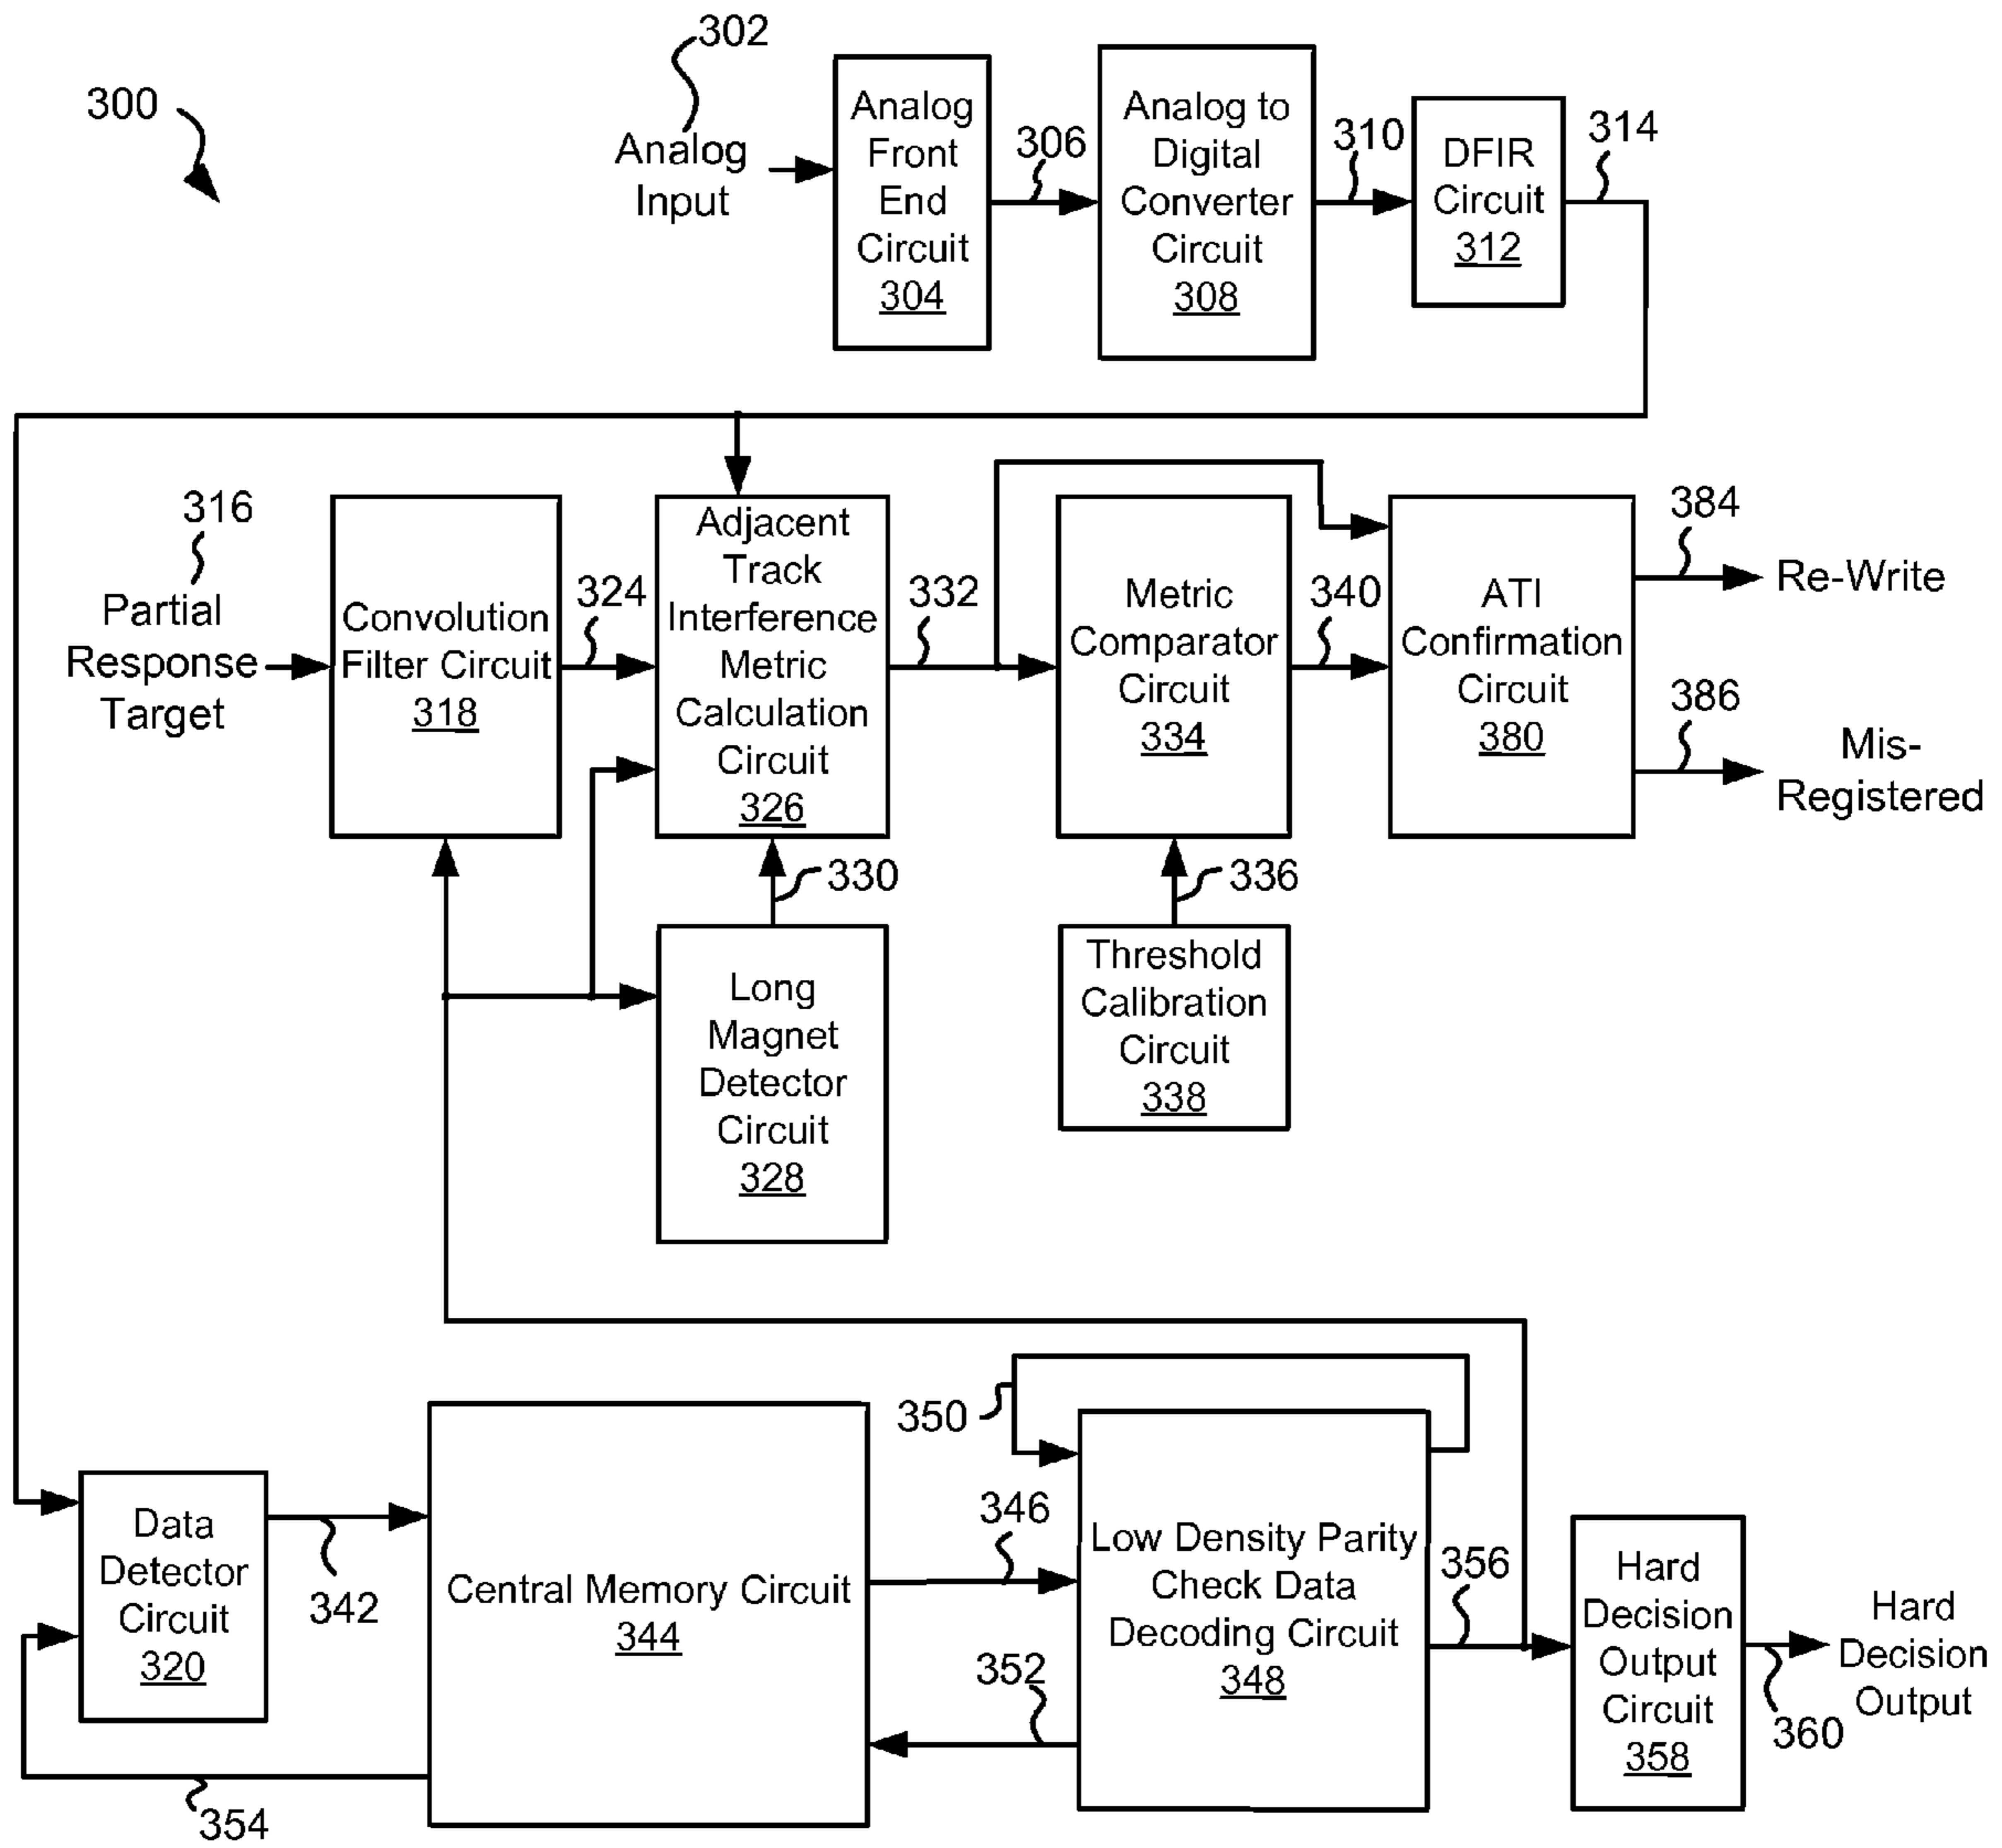 300
302
Analog
Input
Analog
Front
End
Circuit
304
306
Analog to
Digital
Converter
Circuit
308
310
DFIR
Circuit
312
314
316
Partial
Response
Target
Convolution
Filter Circuit
318
324
Adjacent
Track
Interference
Metric
Calculation
Circuit
326
332
Metric
Comparator
Circuit
334
340
ATI
Confirmation
Circuit
380
384
Re-Write
386
Mis-
Registered
330
336
Long
Magnet
Detector
Circuit
328
Threshold
Calibration
Circuit
338
Data
Detector
Circuit
320
342
354
Central Memory Circuit
344
346
350
352
Low Density Parity
Check Data
Decoding Circuit
348
356
Hard
Decision
Output
Circuit
358
360
Hard
Decision
Output